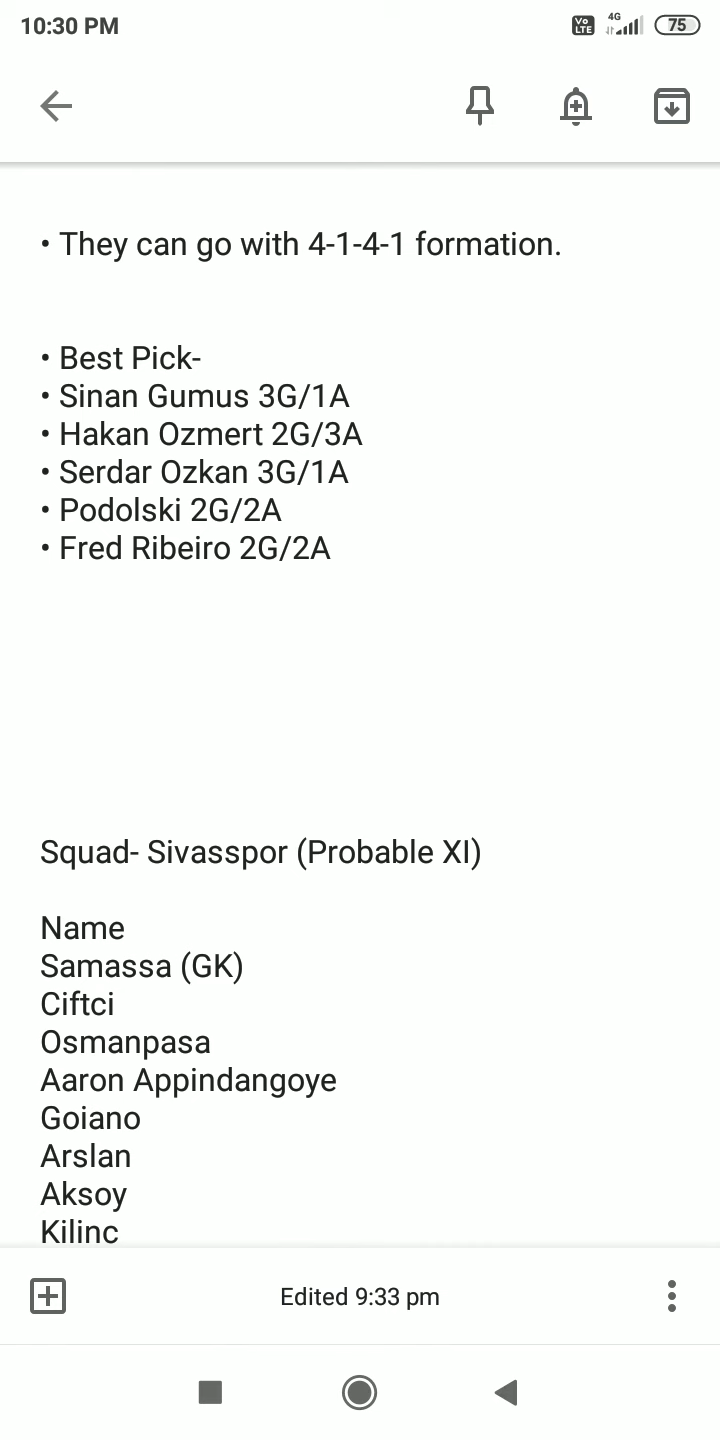 10:30 PM
Vo LTE 4G 75
• They can go with 4-1-4-1 formation.
• Best Pick-
• Sinan Gumus 3G/1A
• Hakan Ozmert 2G/3A
• Serdar Ozkan 3G/1A
• Podolski 2G/2A
• Fred Ribeiro 2G/2A
Squad- Sivasspor (Probable XI)
Name
Samassa (GK)
Ciftci
Osmanpasa
Aaron Appindangoye
Goiano
Arslan
Aksoy
Kilinc
Edited 9:33 pm